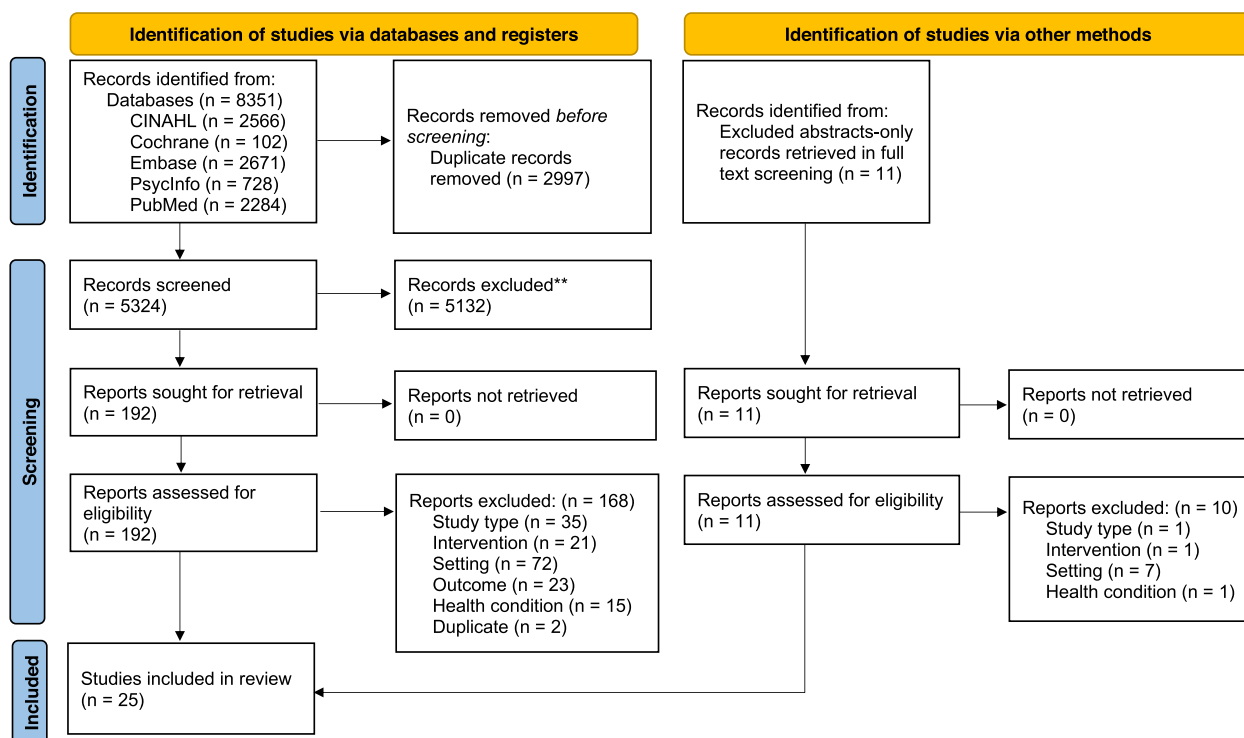 Identification of studies via databases and registers
Identification of studies via other methods
Identification
Records identified from:
Databases (n = 8351)
CINAHL (n = 2566)
Cochrane (n = 102)
Embase (n = 2671)
PsycInfo (n = 728)
PubMed (n = 2284)
Records removed before
screening:
Duplicate records
removed (n = 2997)
Records identified from:
Excluded abstracts-only
records retrieved in full
text screening (n = 11)
Screening
Records screened
(n = 5324)
Records excluded**
(n = 5132)
Reports sought for retrieval
(n = 192)
Reports not retrieved
(n = 0)
Reports sought for retrieval
(n = 11)
Reports not retrieved
(n = 0)
Reports assessed for
eligibility
(n = 192)
Reports excluded: (n = 168)
Study type (n = 35)
Intervention (n = 21)
Setting (n = 72)
Outcome (n = 23)
Health condition (n = 15)
Duplicate (n = 2)
Reports assessed for eligibility
(n = 11)
Reports excluded: (n = 10)
Study type (n = 1)
Intervention (n = 1)
Setting (n = 7)
Health condition (n = 1)
Included
Studies included in review
(n = 25)